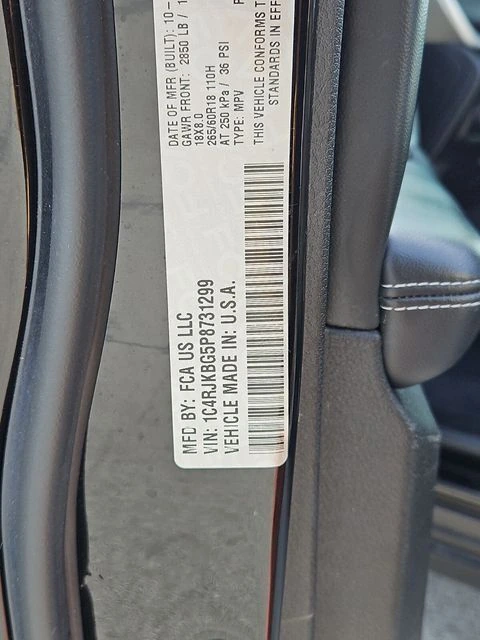 MFD BY: FCA US LLC
VIN: 1C4RJKBG5P8731299
VEHICLE MADE IN: U.S.A.
DATE OF MFR (BUILT): 10-
GAWR FRONT: 2850 LB /
18X8.0
265/60R18 110H
AT 250 kPa / 36 PSI
TYPE: MPV
THIS VEHICLE CONFORMS
STANDARDS IN EFF